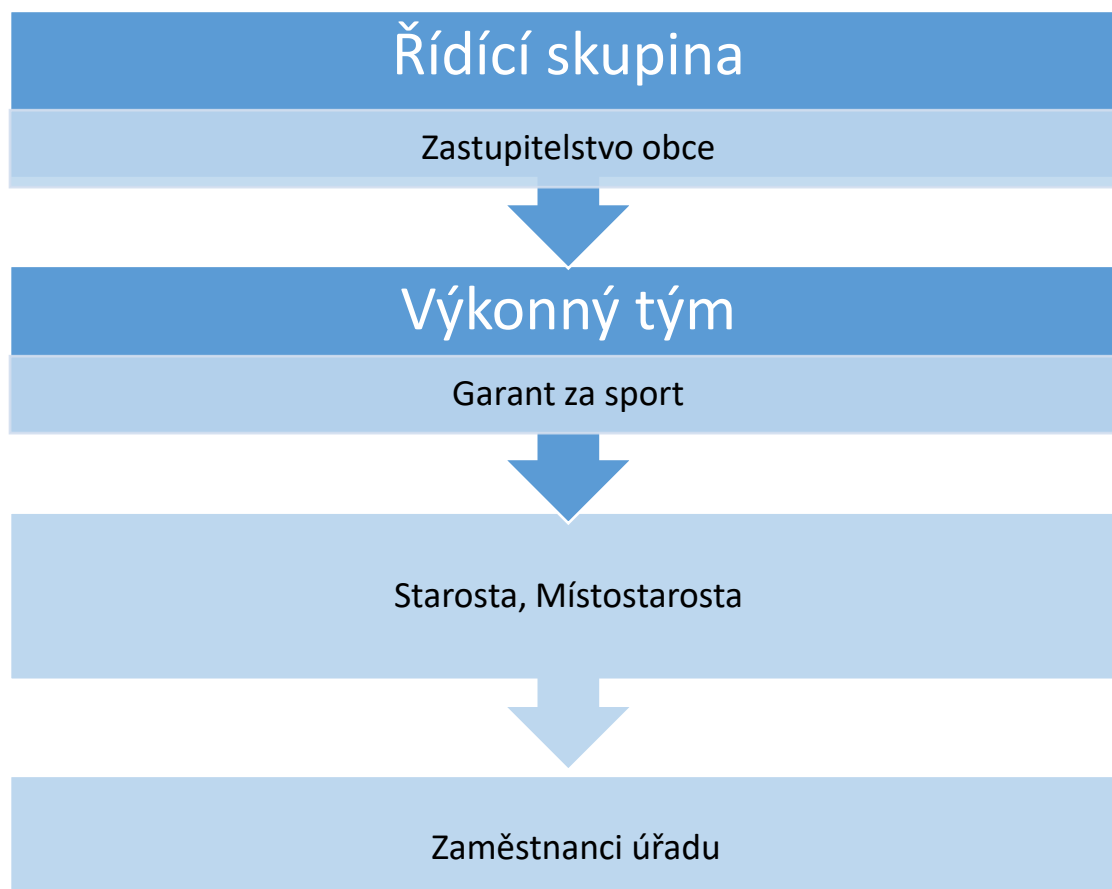 Řídící skupina
Zastupitelstvo obce
Výkonný tým
Garant za sport
Starosta, Místostarosta
Zaměstnanci úřadu